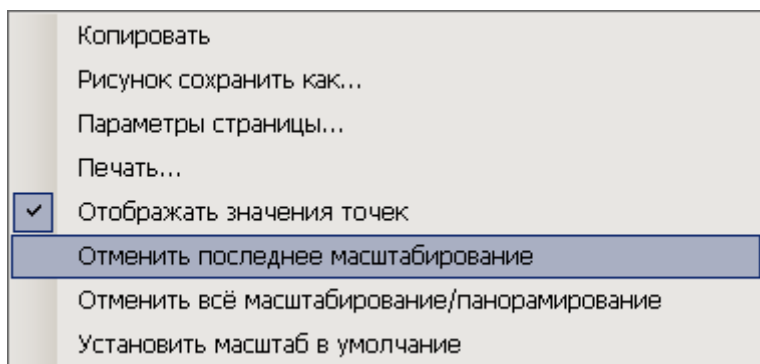 Копировать
Рисунок сохранить как...
Параметры страницы...
Печать...
Отображать значения точек
Отменить последнее масштабирование
Отменить всё масштабирование/панорамирование
Установить масштаб в умолчание